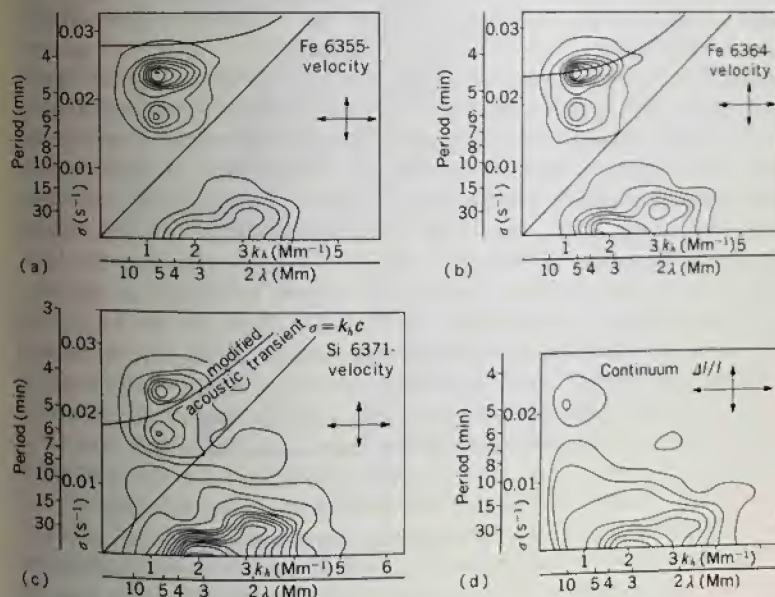 0.03
4
Fe 6355-
velocity
Period (min)
5
0.02
6
7
8
10
0.01
15
30
σ (s⁻¹)
1 2 3 kₕ (Mm⁻¹) 5
(a)
10 5 4 3 2 λ (Mm)
0.03
4
Fe 6364-
velocity
Period (min)
5
0.02
6
7
8
10
0.01
15
30
σ (s⁻¹)
1 2 3 kₕ (Mm⁻¹) 5
(b)
10 5 4 3 2 λ (Mm)
3
0.03
σ = kₕc
modified
acoustic transient
Si 6371-
velocity
4
Period (min)
5
0.02
6
7
8
10
0.01
15
30
σ (s⁻¹)
1 2 3 kₕ (Mm⁻¹) 5 6
(c)
10 5 4 3 2 λ (Mm)
4
Continuum ΔI/I
Period (min)
5
0.02
6
7
8
10
0.01
15
30
σ (s⁻¹)
1 2 3 kₕ (Mm⁻¹)
(d)
10 5 4 3 2 λ (Mm)